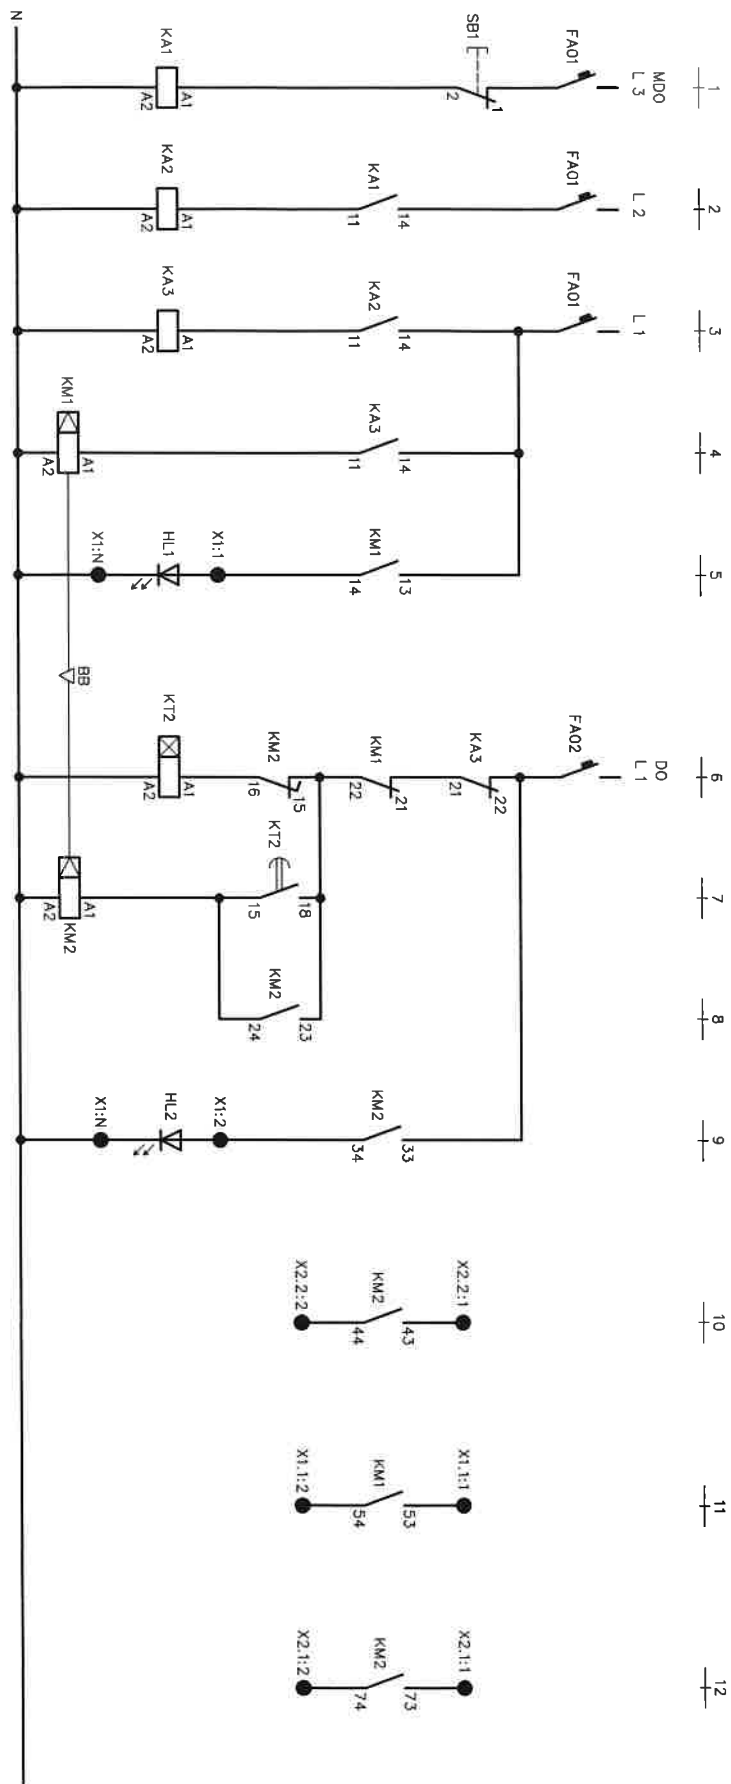 1
2
3
4
5
6
7
8
9
10
11
12
MDO
L 3
L 2
L 1
DO
L 1
FA01
FA01
FA01
FA02
SB1
1
2
KA1
14
11
KA2
14
11
KA3
14
11
KM1
13
14
KA3
22
21
KM1
21
22
KM2
15
16
KT2
18
15
KM2
23
24
KM2
33
34
X2.2:1
KM2
43
44
X2.2:2
X1.1:1
KM1
53
54
X1.1:2
X2.1:1
KM2
73
74
X2.1:2
KA1
A1
A2
KA2
A1
A2
KA3
A1
A2
KM1
A1
A2
X1:1
HL1
X1:N
BB
KT2
A1
A2
A1
A2
KM2
X1:2
HL2
X1:N
N